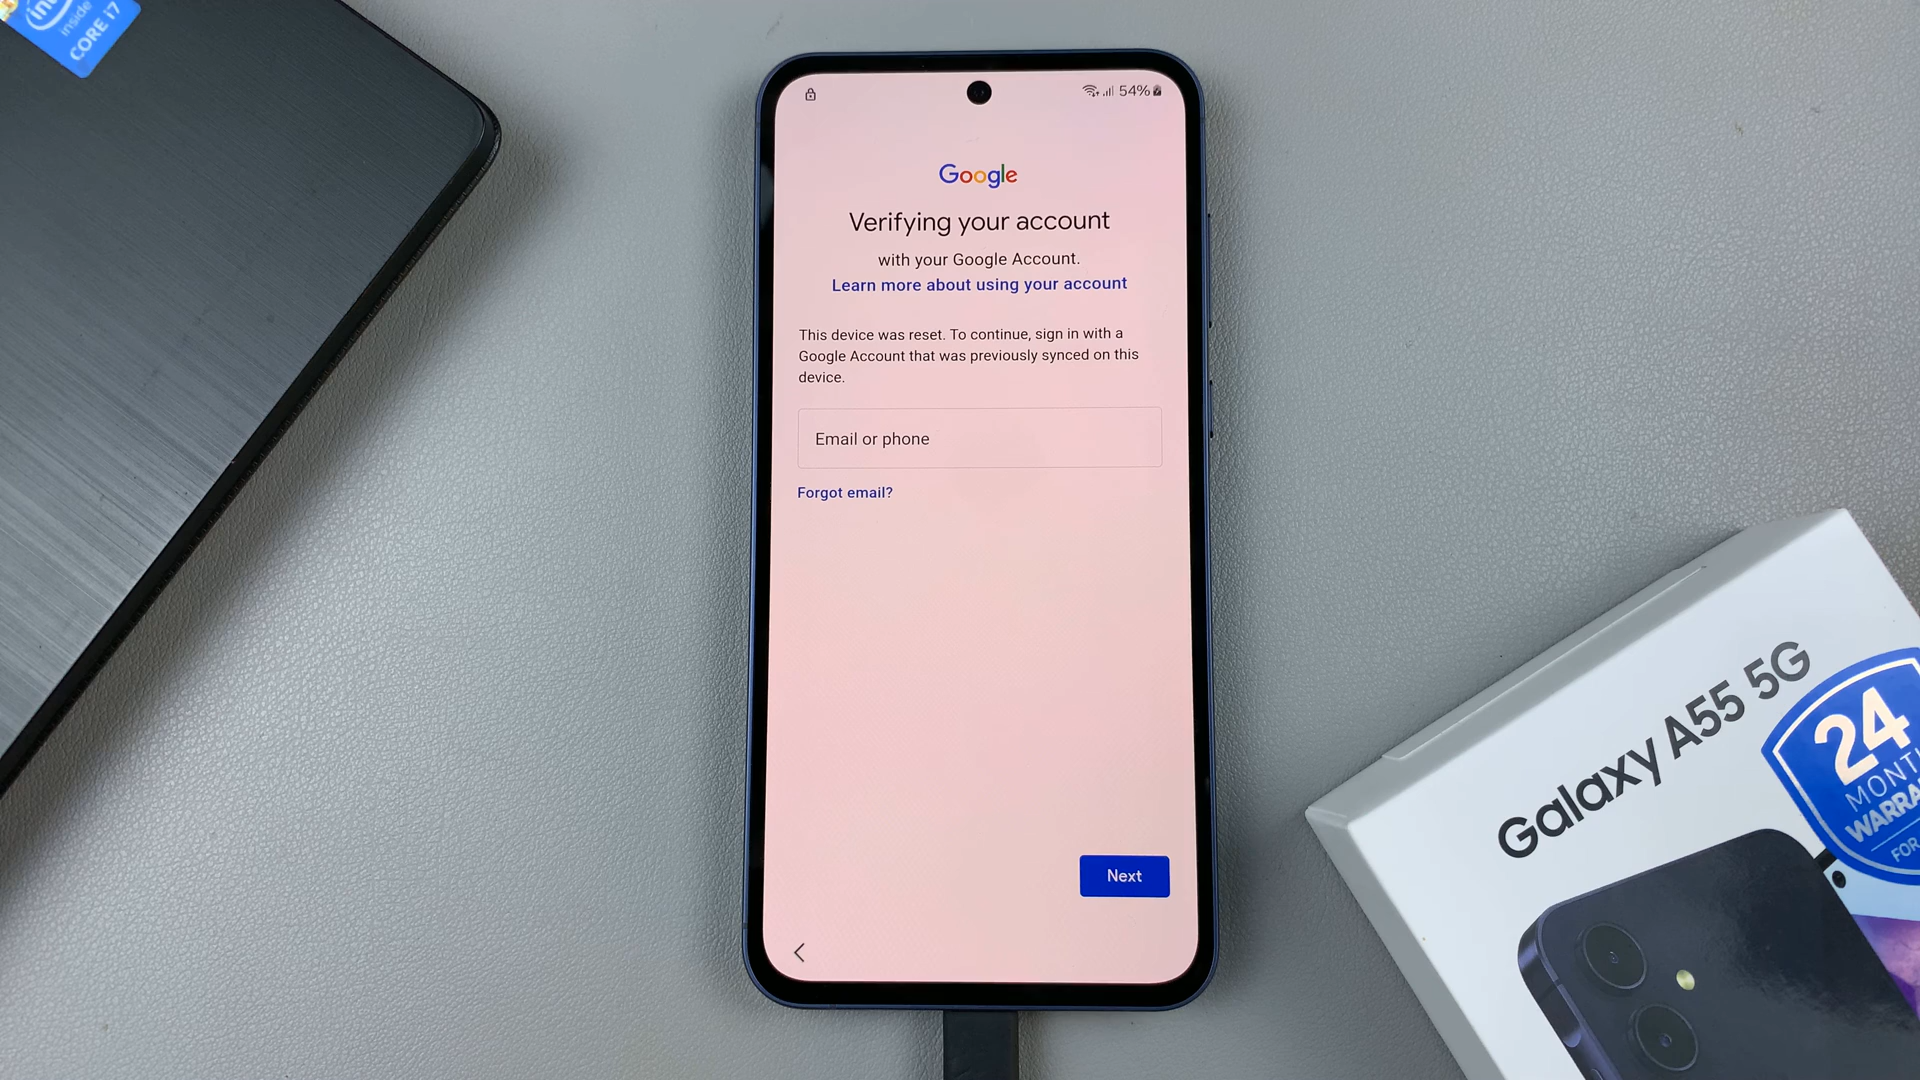 inside
CORE i7
54%
Google
Verifying your account
with your Google Account.
Learn more about using your account
This device was reset. To continue, sign in with a
Google Account that was previously synced on this
device.
Email or phone
Forgot email?
Next
Galaxy A55 5G
24
FOR